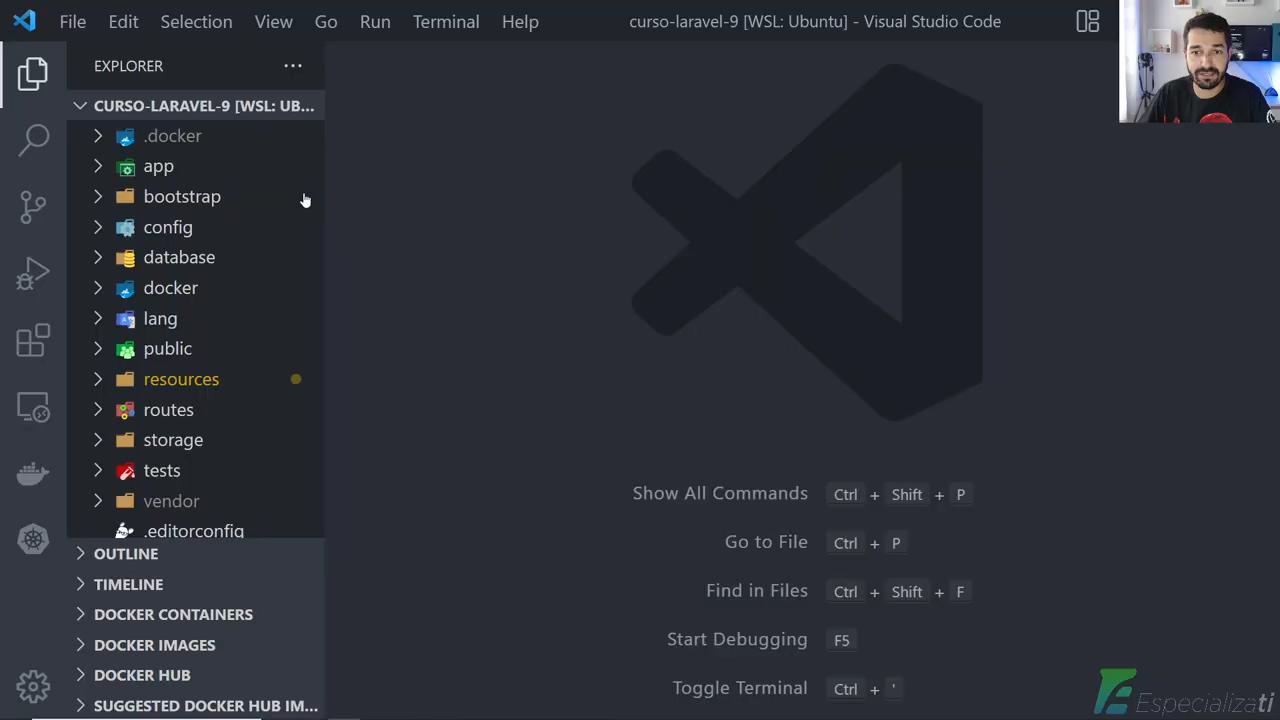 File Edit Selection View Go Run Terminal Help curso-laravel-9 [WSL: Ubuntu] - Visual Studio Code
EXPLORER ...
CURSO-LARAVEL-9 [WSL: UB...
.docker
app
bootstrap
config
database
docker
lang
public
resources
routes
storage
tests
vendor
.editorconfig
OUTLINE
TIMELINE
DOCKER CONTAINERS
DOCKER IMAGES
DOCKER HUB
SUGGESTED DOCKER HUB IM...
Show All Commands Ctrl + Shift + P
Go to File Ctrl + P
Find in Files Ctrl + Shift + F
Start Debugging F5
Toggle Terminal Ctrl + '
Especializati